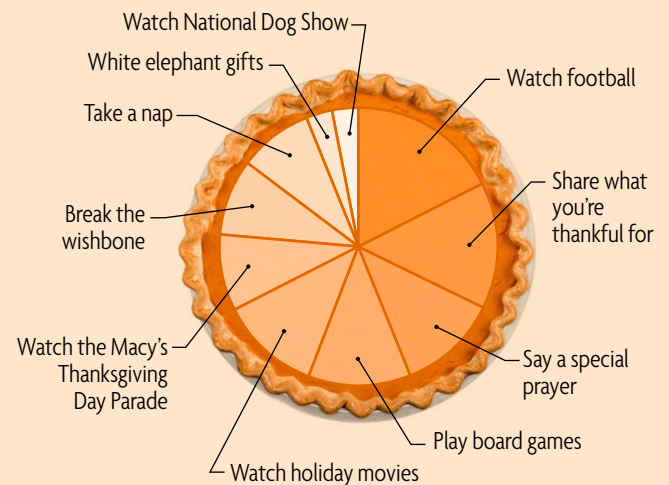 Watch National Dog Show
White elephant gifts
Take a nap
Break the
wishbone
Watch the Macy's
Thanksgiving
Day Parade
Watch holiday movies
Play board games
Say a special
prayer
Share what
you're
thankful for
Watch football